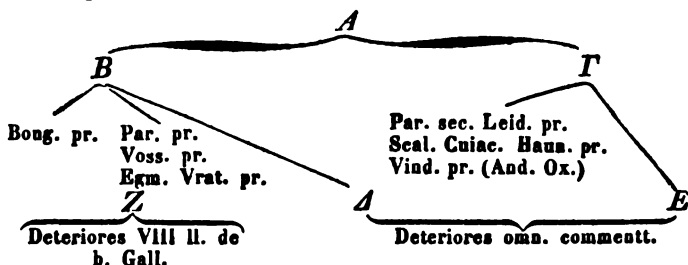 A
B Γ
Bong. pr. Par. pr.
Voss. pr.
Egm. Vrat. pr.
Par. sec. Leid. pr.
Scal. Cuiac. Haun. pr.
Vind. pr. (And. Ox.)
Z Δ E
Deteriores VIII ll. de
b. Gall.
Deteriores omn. commentt.